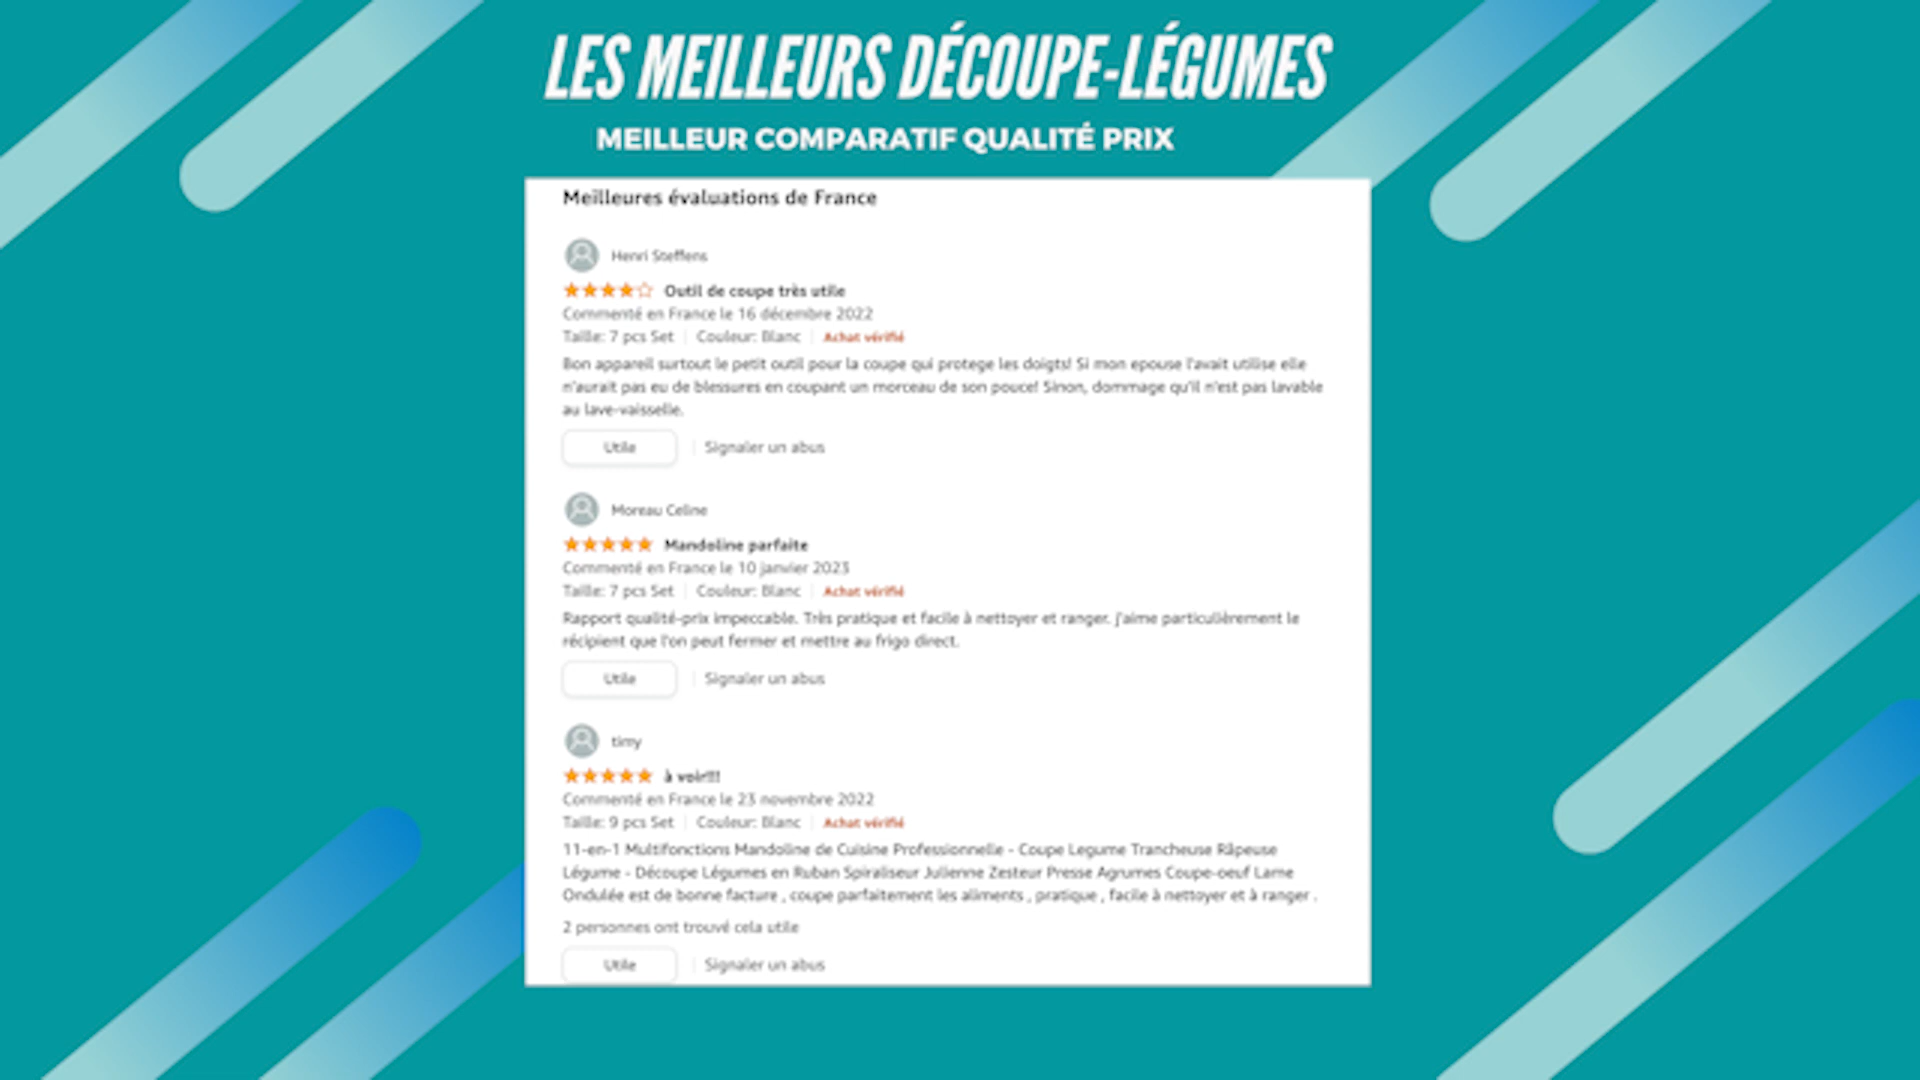 LES MEILLEURS DÉCOUPE-LÉGUMES
MEILLEUR COMPARATIF QUALITÉ PRIX
Meilleures évaluations de France
Henri Steffens
Outil de coupe très utile
Commenté en France le 16 décembre 2022
Taille: 7 pcs Set | Couleur: Blanc | Achat vérifié
Bon appareil surtout le petit outil pour la coupe qui protege les doigts! Si mon epouse l'avait utilise elle
n'aurait pas eu de blessures en coupant un morceau de son pouce! Sinon, dommage qu'il n'est pas lavable
au lave-vaisselle.
Utile | Signaler un abus
Moreau Celine
Mandoline parfaite
Commenté en France le 10 janvier 2023
Taille: 7 pcs Set | Couleur: Blanc | Achat vérifié
Rapport qualité-prix impeccable. Très pratique et facile à nettoyer et ranger. j'aime particulièrement le
récipient que l'on peut fermer et mettre au frigo direct.
Utile | Signaler un abus
timy
à voir!!!
Commenté en France le 23 novembre 2022
Taille: 9 pcs Set | Couleur: Blanc | Achat vérifié
11-en-1 Multifonctions Mandoline de Cuisine Professionnelle - Coupe Legume Trancheuse Râpeuse
Légume - Découpe Légumes en Ruban Spiraliseur Julienne Zesteur Presse Agrumes Coupe-oeuf Lame
Ondulée est de bonne facture , coupe parfaitement les aliments , pratique , facile à nettoyer et à ranger .
2 personnes ont trouvé cela utile
Utile | Signaler un abus